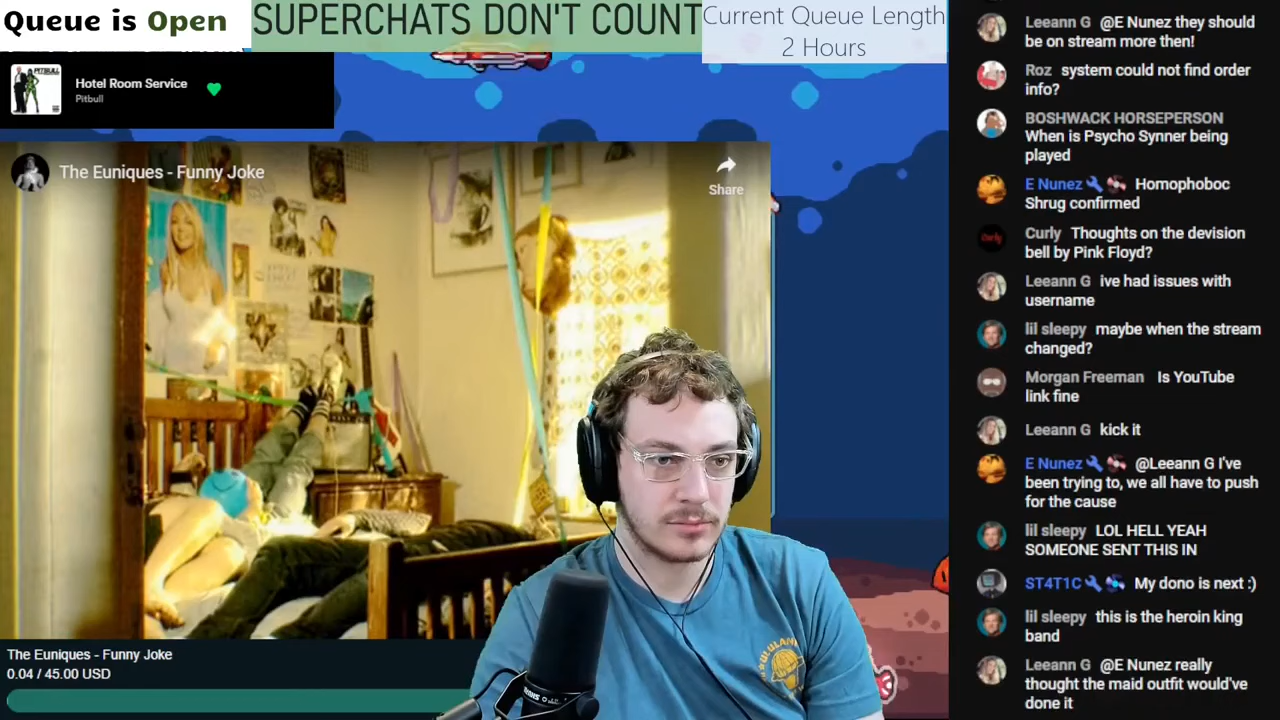 Queue is Open
SUPERCHATS DON'T COUNT
Current Queue Length
2 Hours
Hotel Room Service
Pitbull
The Euniques - Funny Joke
Share
The Euniques - Funny Joke
0.04 / 45.00 USD
Leeann G @E Nunez they should
be on stream more then!
Roz system could not find order
info?
BOSHWACK HORSEPERSON
When is Psycho Synner being
played
E Nunez Homophoboc
Shrug confirmed
Curly Thoughts on the devision
bell by Pink Floyd?
Leeann G ive had issues with
username
lil sleepy maybe when the stream
changed?
Morgan Freeman Is YouTube
link fine
Leeann G kick it
E Nunez @Leeann G I've
been trying to, we all have to push
for the cause
lil sleepy LOL HELL YEAH
SOMEONE SENT THIS IN
ST4T1C My dono is next :)
lil sleepy this is the heroin king
band
Leeann G @E Nunez really
thought the maid outfit would've
done it